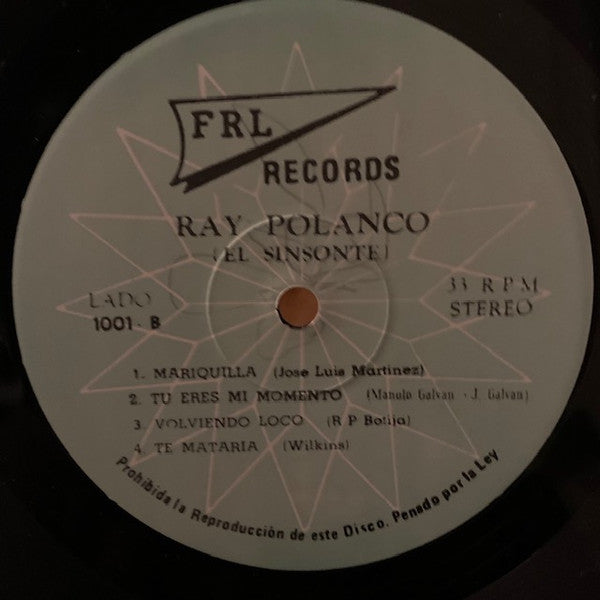 FRL
RECORDS
RAY POLANCO
(EL SINSONTE)
LADO
1001 - B
33 R P M
STEREO
1. MARIQUILLA (Jose Luis Martinez)
2. TU ERES MI MOMENTO (Manolo Galvan - J. Galvan)
3 VOLVIENDO LOCO (R P Botija)
4. TE MATARIA (Wilkins)
Prohibida la Reproducción de este Disco. Penado por la Ley